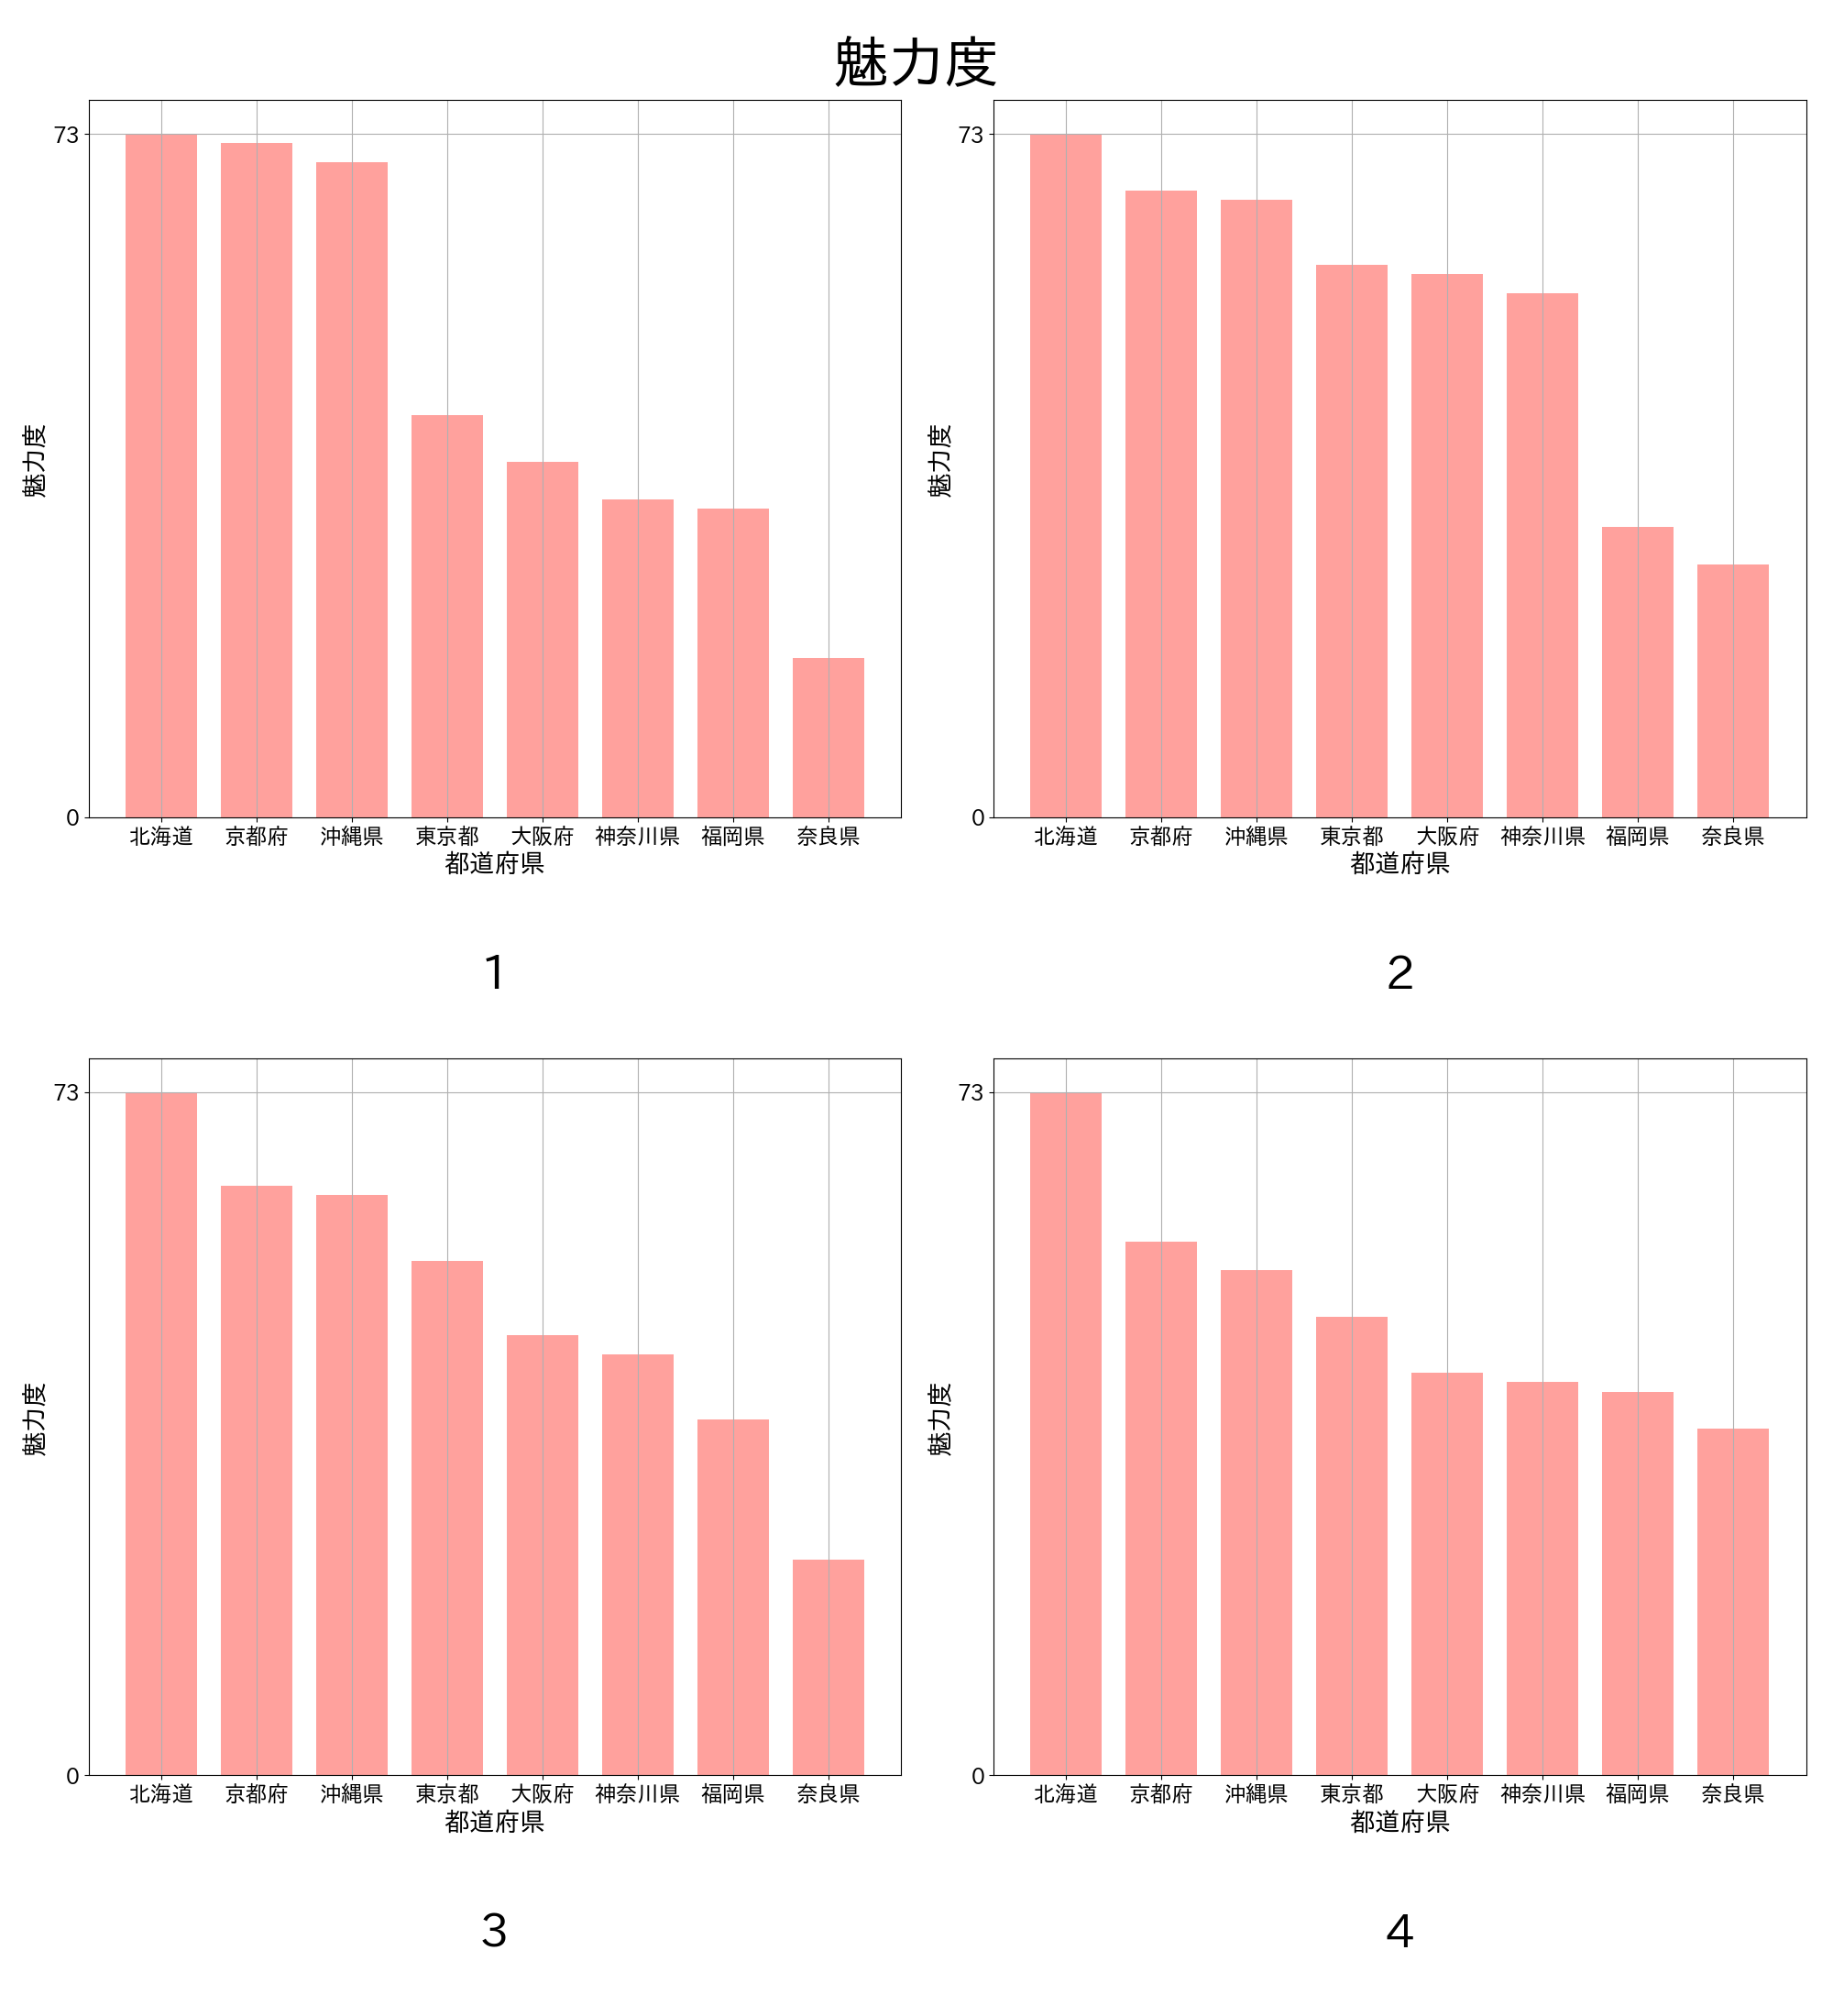 魅力度
73
魅力度
0
北海道 京都府 沖縄県 東京都 大阪府 神奈川県 福岡県 奈良県
都道府県
1
73
魅力度
0
北海道 京都府 沖縄県 東京都 大阪府 神奈川県 福岡県 奈良県
都道府県
2
73
魅力度
0
北海道 京都府 沖縄県 東京都 大阪府 神奈川県 福岡県 奈良県
都道府県
3
73
魅力度
0
北海道 京都府 沖縄県 東京都 大阪府 神奈川県 福岡県 奈良県
都道府県
4